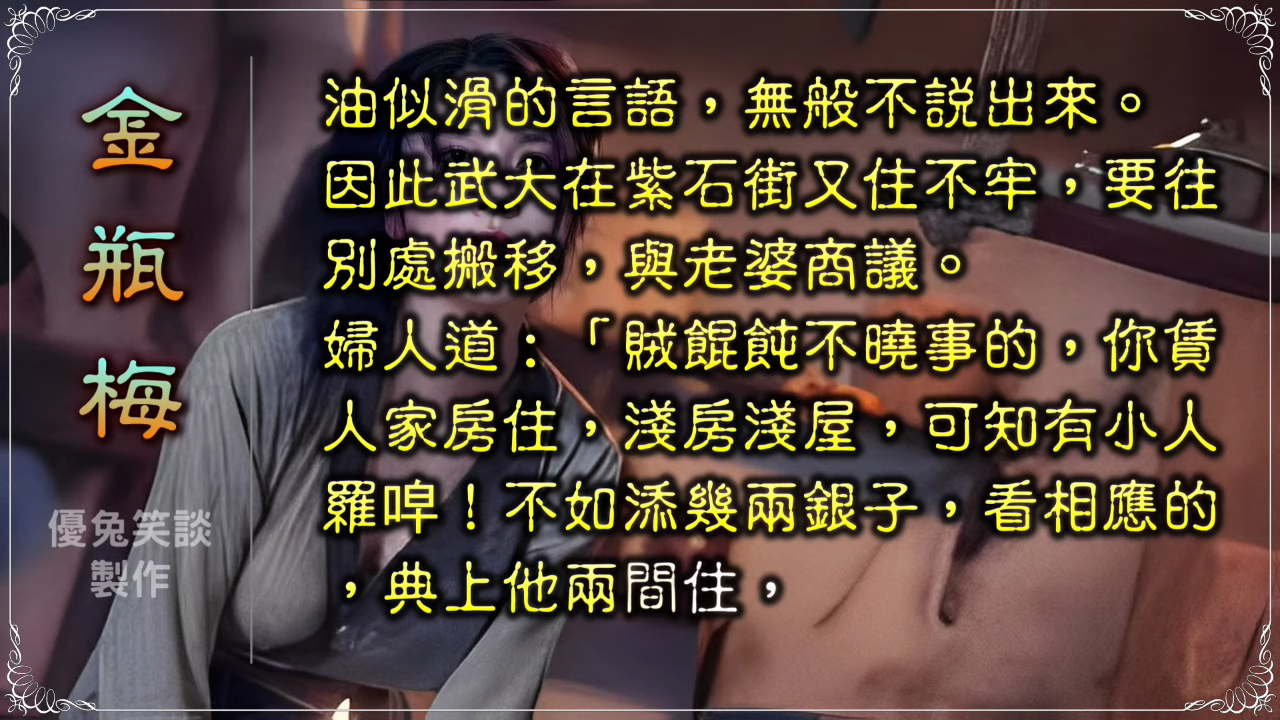 金瓶梅
優兔笑談
製作
油似滑的言語，無般不説出來。
因此武大在紫石街又住不牢，要往
別處搬移，與老婆商議。
婦人道：「賊餛飩不曉事的，你賃
人家房住，淺房淺屋，可知有小人
羅唣！不如添幾兩銀子，看相應的
，典上他兩間住，